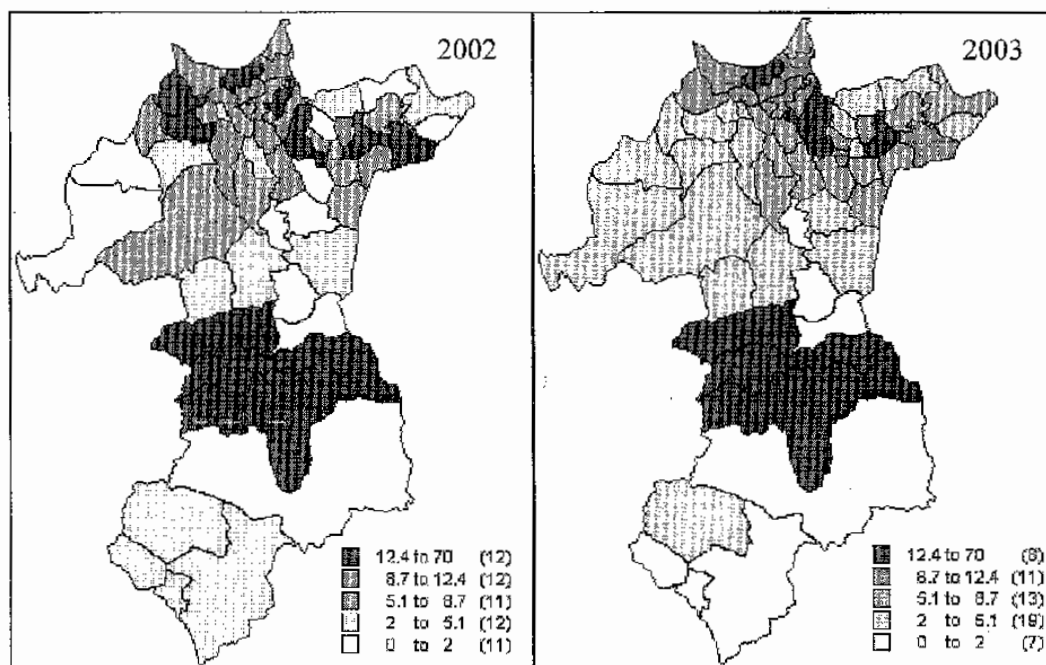 2002
12.4 to 70 (12)
8.7 to 12.4 (12)
5.1 to 8.7 (11)
2 to 5.1 (12)
0 to 2 (11)
2003
12.4 to 70 (8)
8.7 to 12.4 (11)
5.1 to 8.7 (13)
2 to 5.1 (19)
0 to 2 (7)